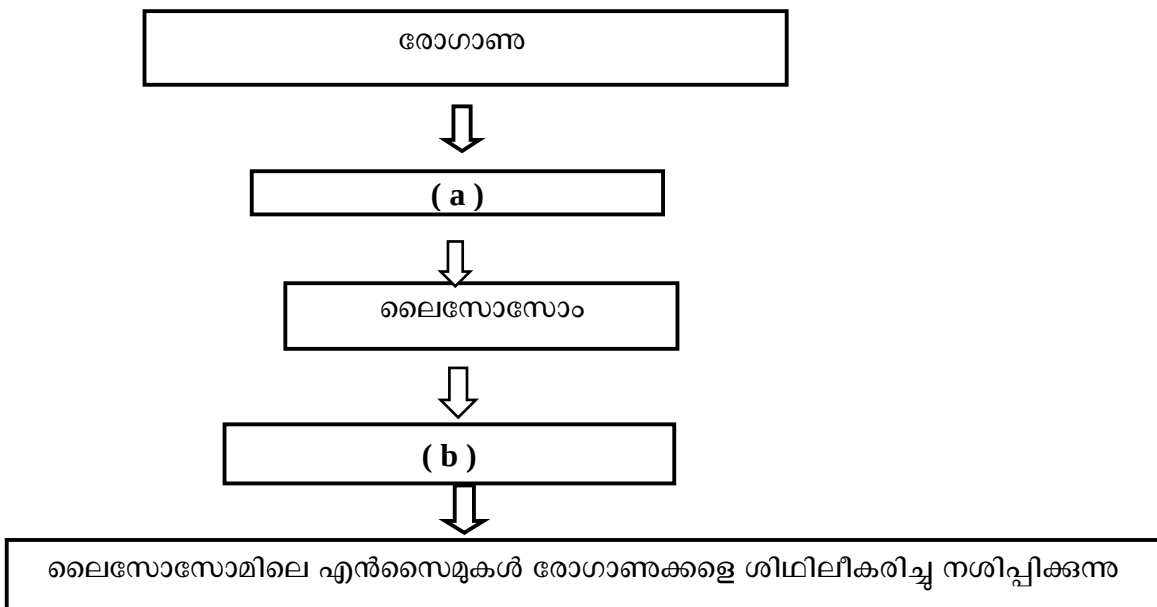 രോഗാണു
( a )
ലൈസോസോം
( b )
ലൈസോസോമിലെ എൻസൈമുകൾ രോഗാണുക്കളെ ശിഥിലീകരിച്ചു നശിപ്പിക്കുന്നു